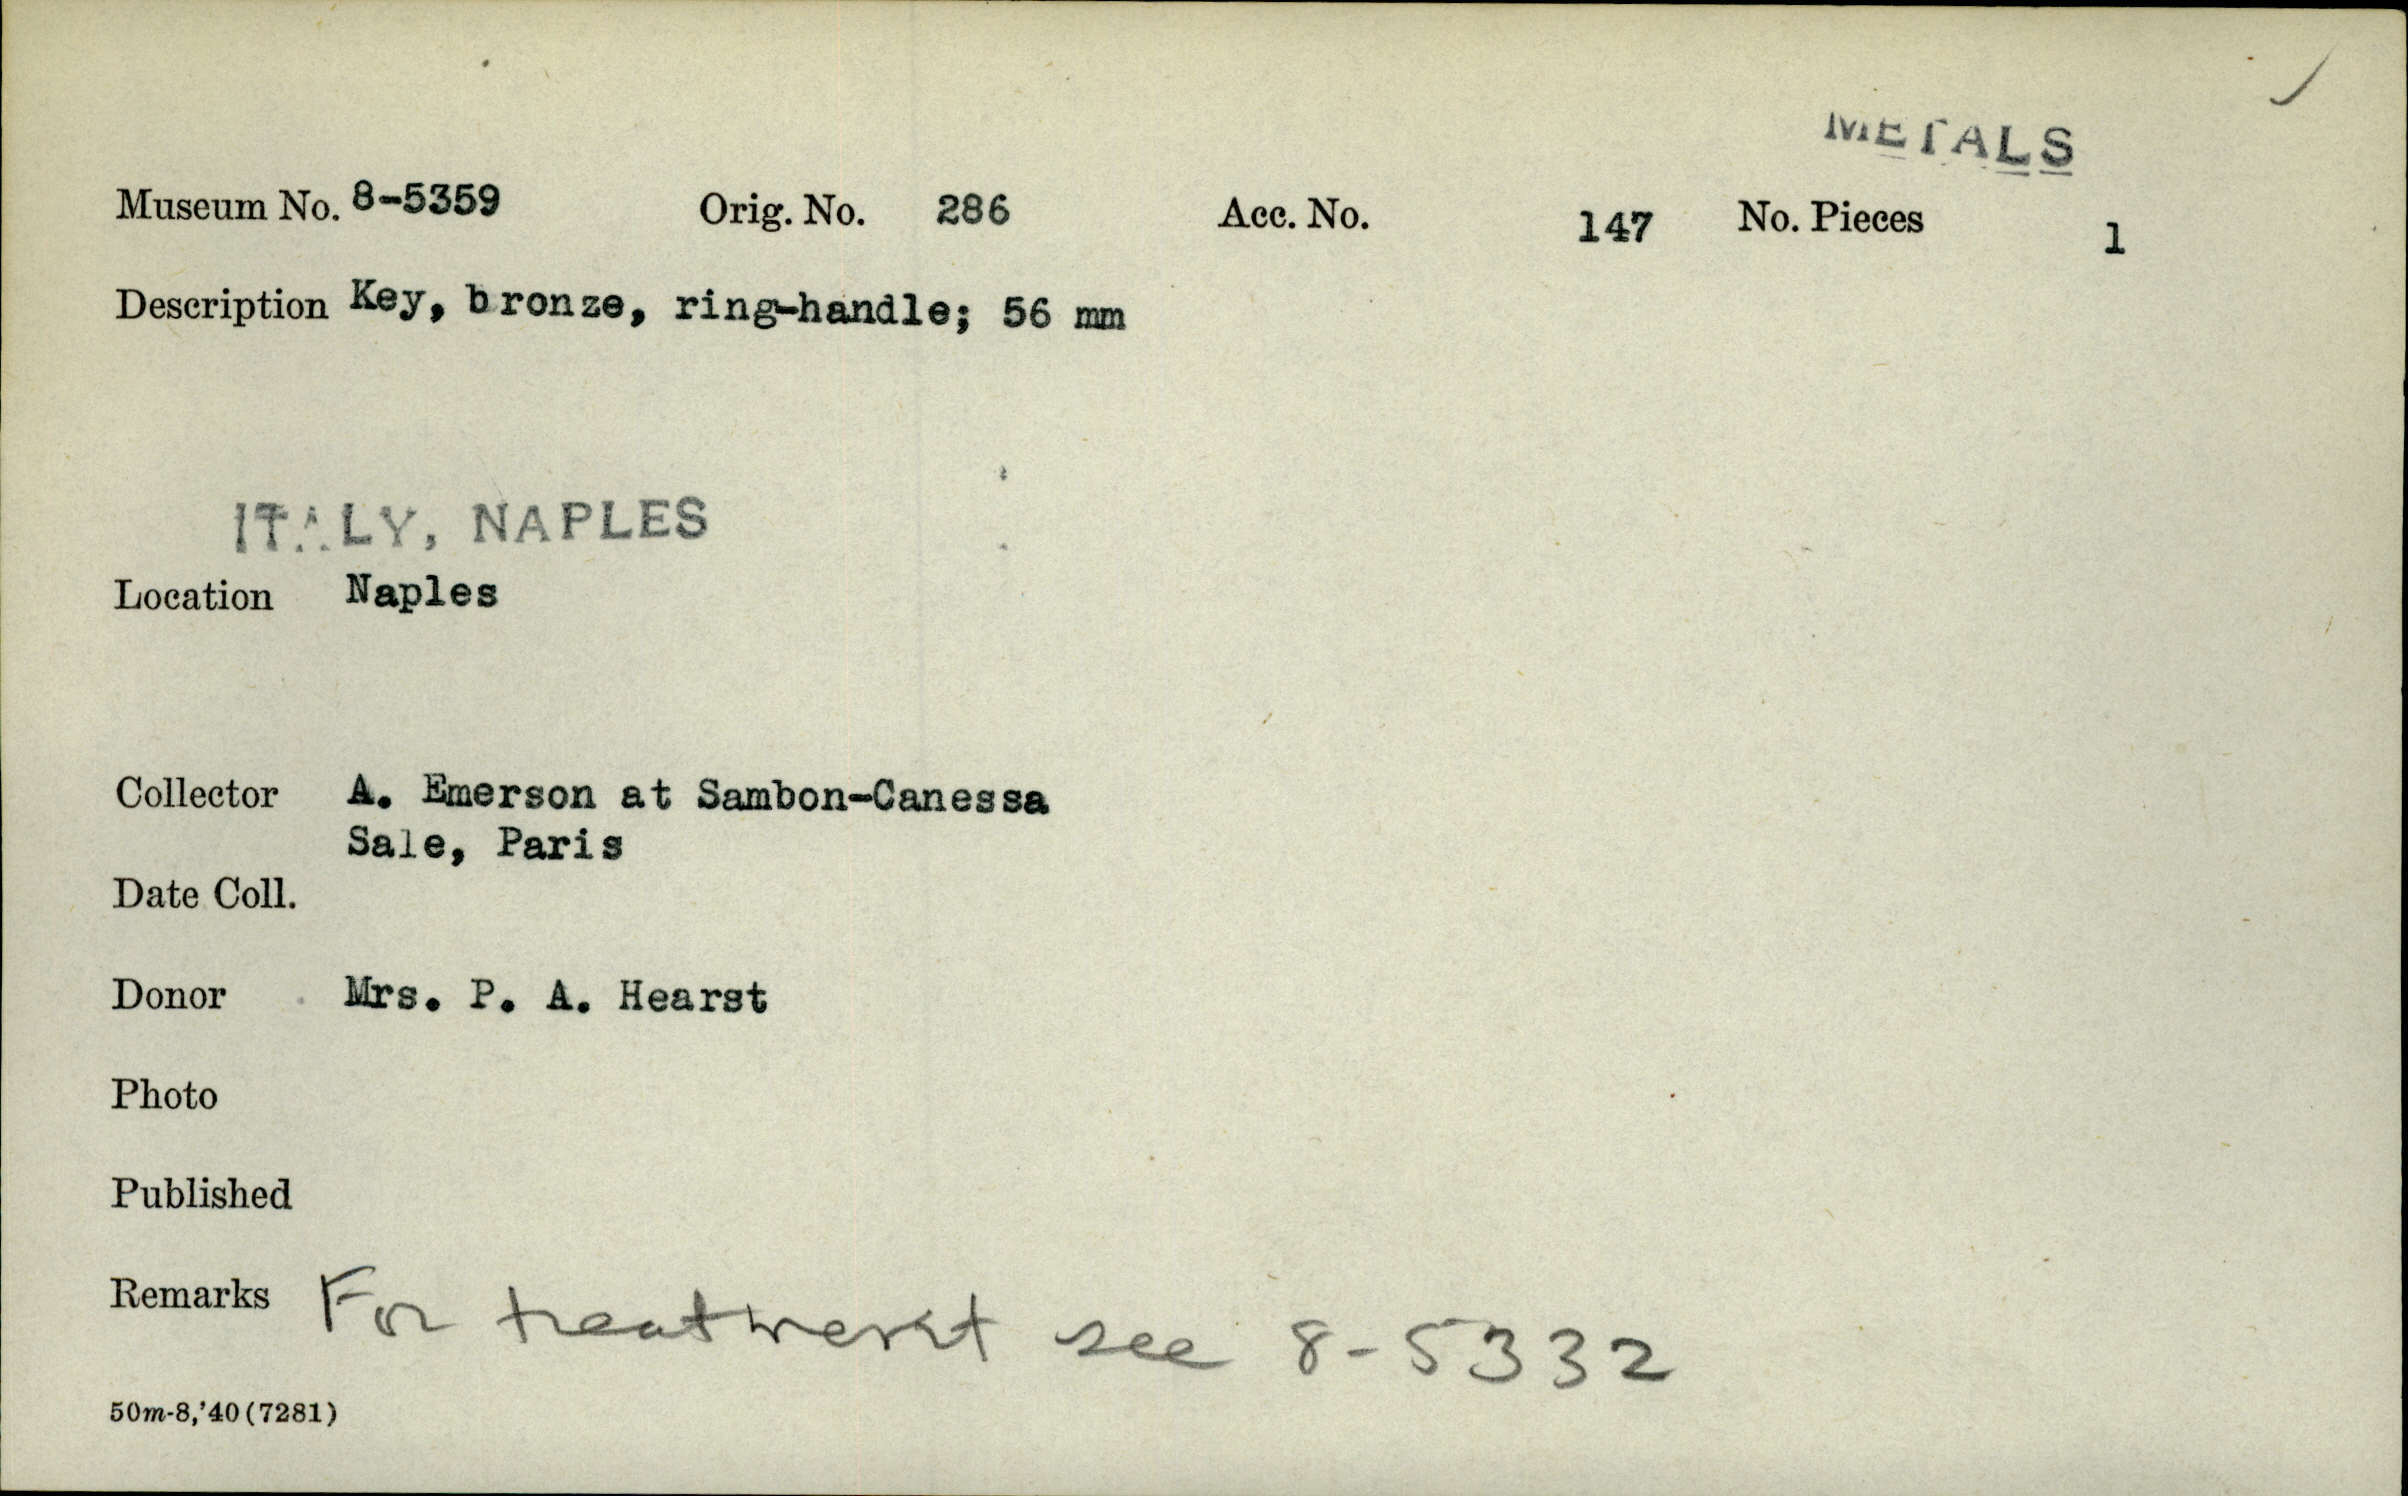 METALS
Museum No. 8-5359 Orig. No. 286 Acc. No. 147 No. Pieces 1
Description Key, bronze, ring-handle; 56 mm
ITALY, NAPLES
Location Naples
Collector A. Emerson at Sambon-Canessa
Sale, Paris
Date Coll.
Donor Mrs. P. A. Hearst
Photo
Published
Remarks For treatment see 8-5332
50m-8,'40(7281)